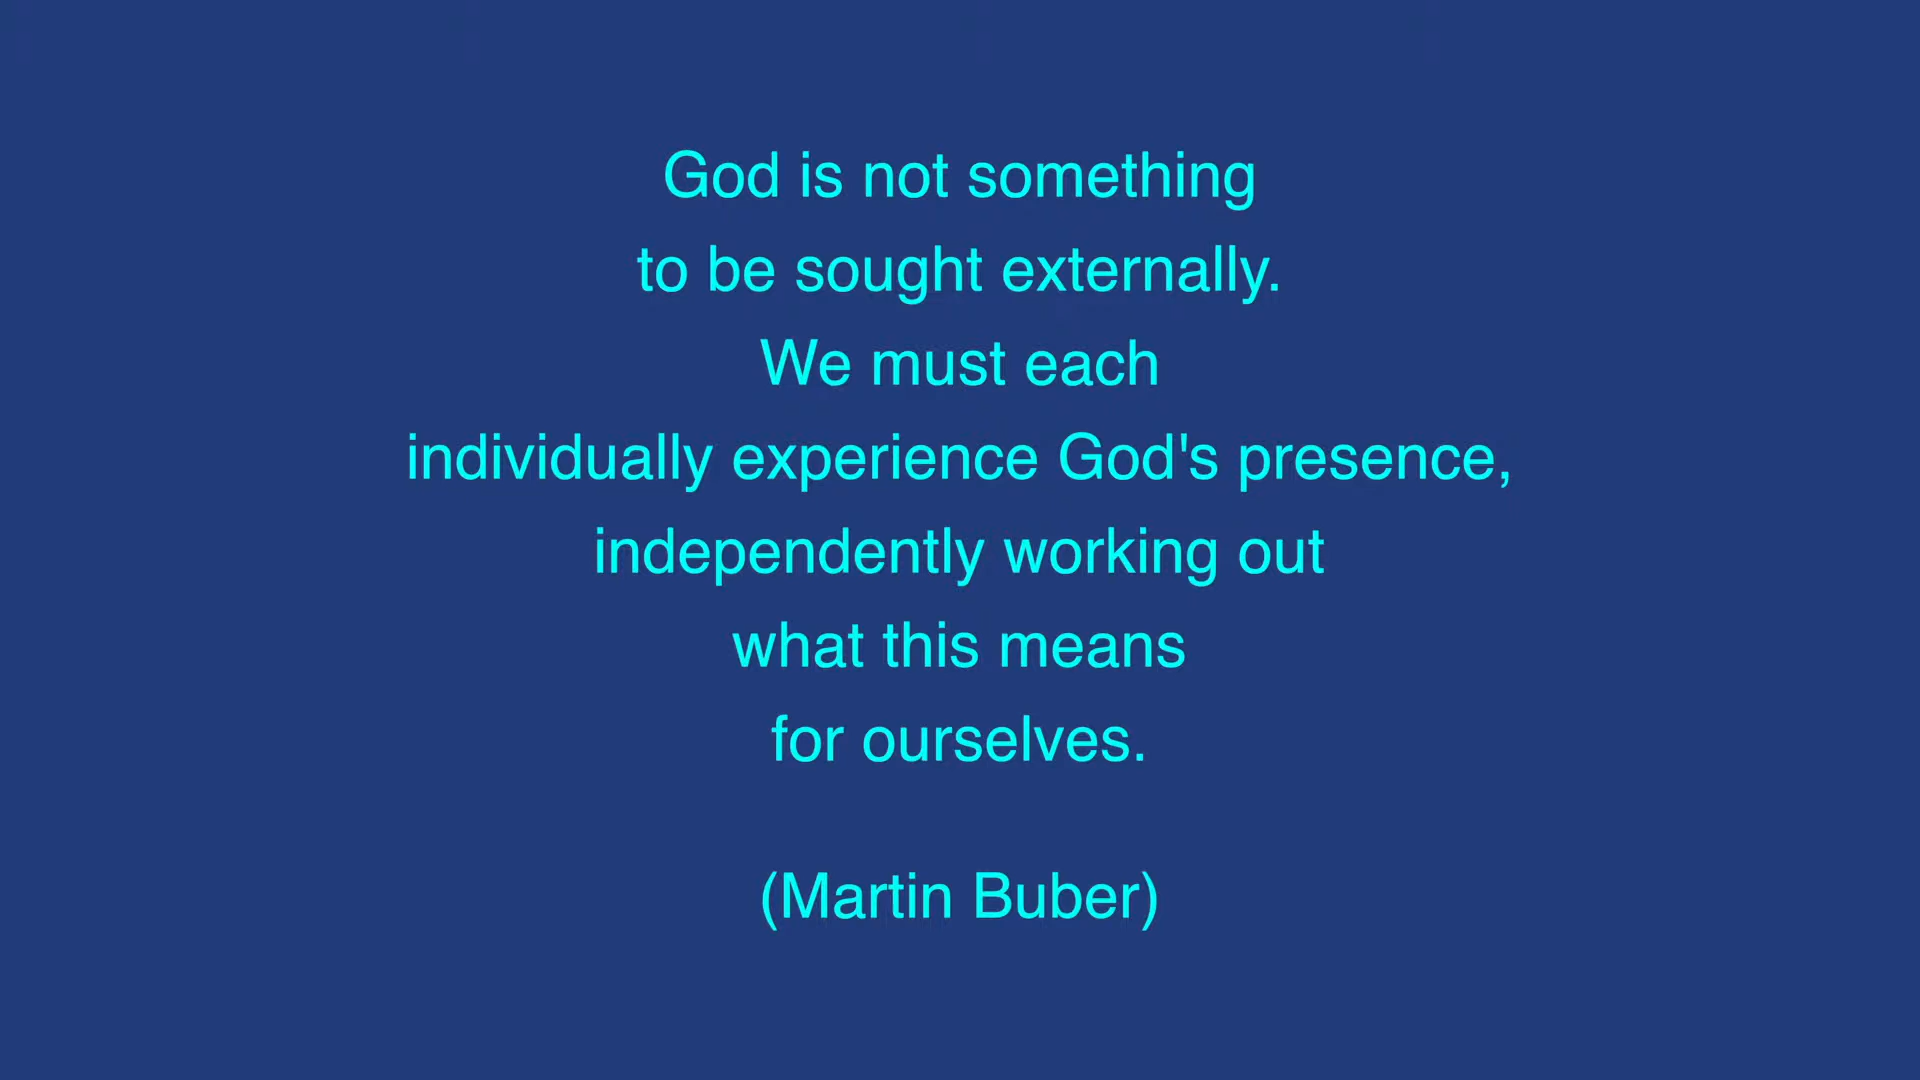 God is not something
to be sought externally.
We must each
individually experience God's presence,
independently working out
what this means
for ourselves.
(Martin Buber)